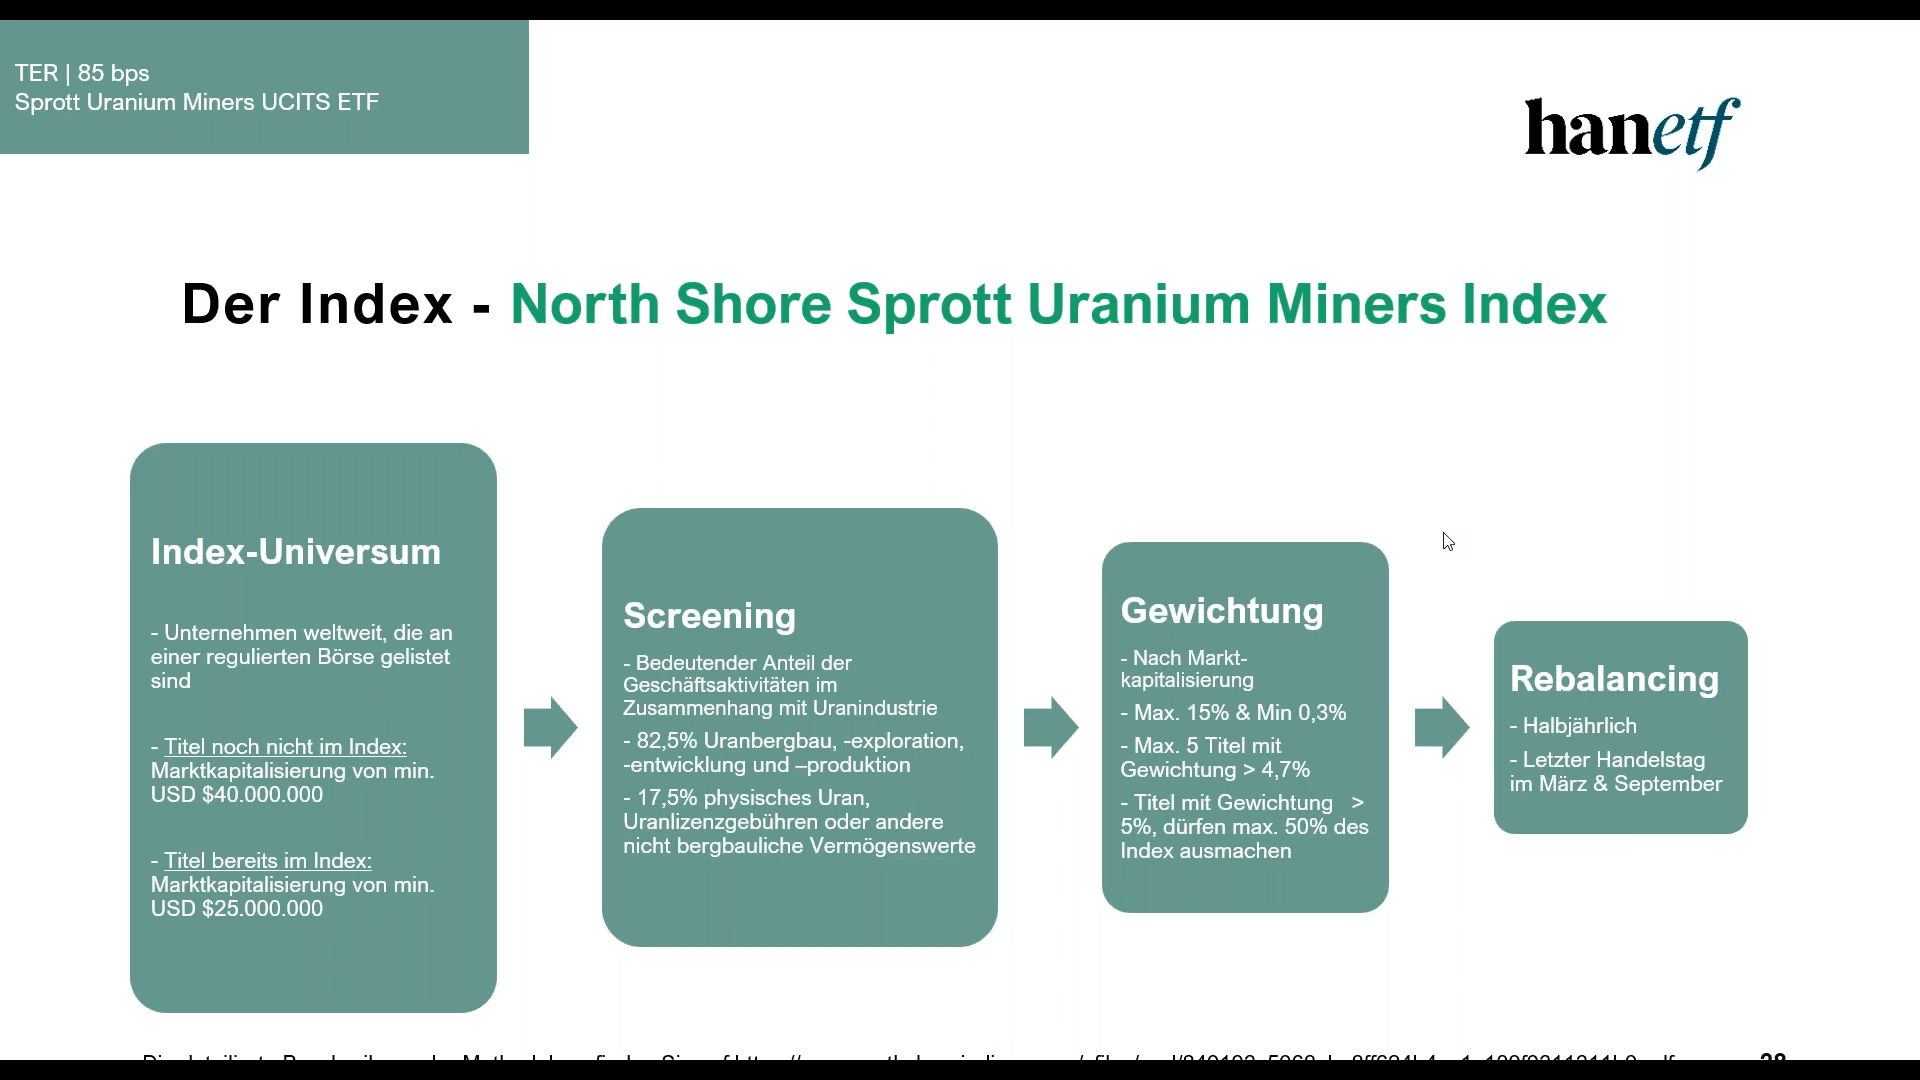 TER | 85 bps
Sprott Uranium Miners UCITS ETF
hanetf
Der Index - North Shore Sprott Uranium Miners Index
Index-Universum
- Unternehmen weltweit, die an
einer regulierten Börse gelistet
sind
- Titel noch nicht im Index:
Marktkapitalisierung von min.
USD $40.000.000
- Titel bereits im Index:
Marktkapitalisierung von min.
USD $25.000.000
Screening
- Bedeutender Anteil der
Geschäftsaktivitäten im
Zusammenhang mit Uranindustrie
- 82,5% Uranbergbau, -exploration,
-entwicklung und –produktion
- 17,5% physisches Uran,
Uranlizenzgebühren oder andere
nicht bergbauliche Vermögenswerte
Gewichtung
- Nach Markt-
kapitalisierung
- Max. 15% & Min 0,3%
- Max. 5 Titel mit
Gewichtung > 4,7%
- Titel mit Gewichtung >
5%, dürfen max. 50% des
Index ausmachen
Rebalancing
- Halbjährlich
- Letzter Handelstag
im März & September